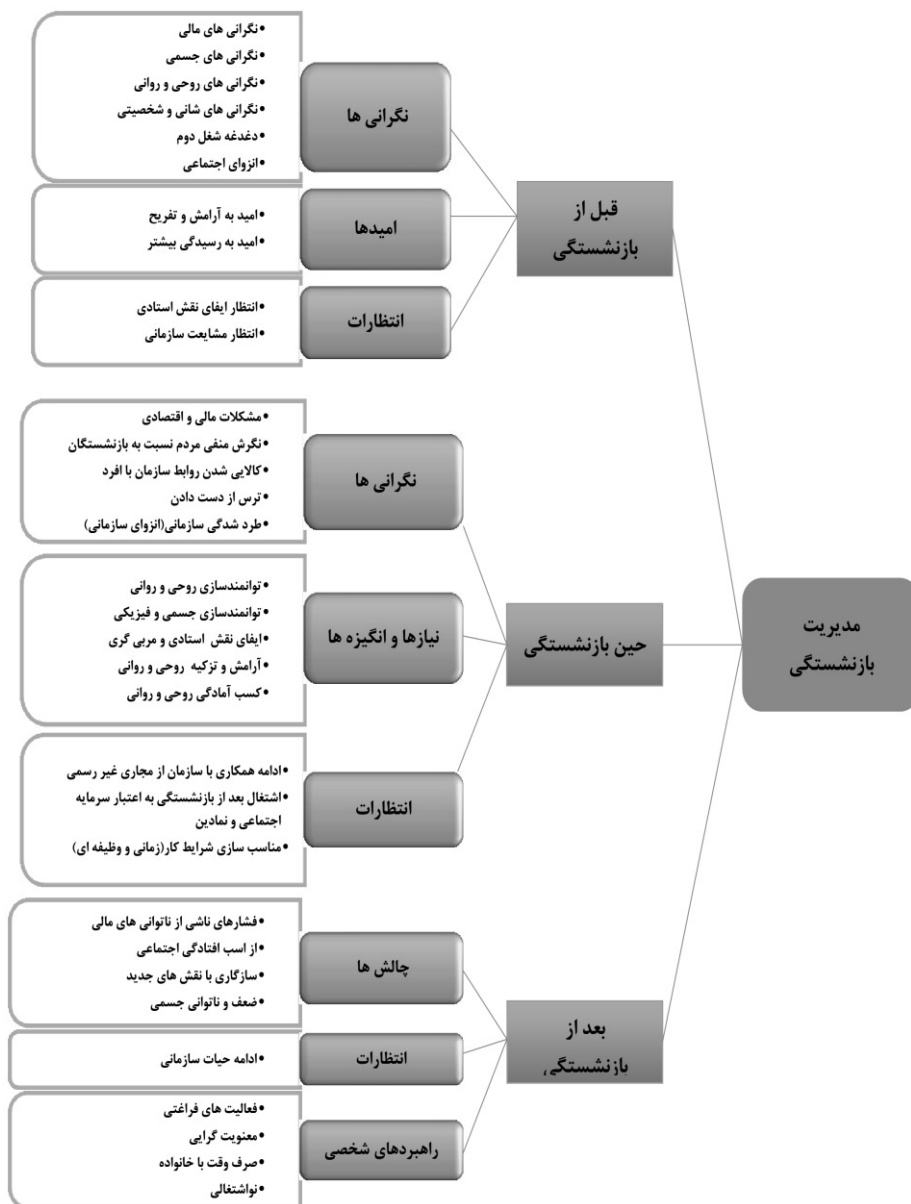 مدیریت
بازنشستگی
قبل از
بازنشستگی
نگرانی ها
•نگرانی های مالی
•نگرانی های جسمی
•نگرانی های روحی و روانی
•نگرانی های شانی و شخصیتی
•دغدغه شغل دوم
•انزوای اجتماعی
امیدها
•امید به آرامش و تفریح
•امید به رسیدگی بیشتر
انتظارات
•انتظار ایفای نقش استادی
•انتظار مشایعت سازمانی
حین بازنشستگی
نگرانی ها
•مشکلات مالی و اقتصادی
•نگرش منفی مردم نسبت به بازنشستگان
•کالایی شدن روابط سازمان با افرد
•ترس از دست دادن
•طرد شدگی سازمانی(انزوای سازمانی)
نیازها و انگیزه ها
•توانمندسازی روحی و روانی
•توانمندسازی جسمی و فیزیکی
•ایفای نقش استادی و مربی گری
•آرامش و تزکیه روحی و روانی
•کسب آمادگی روحی و روانی
انتظارات
•ادامه همکاری با سازمان از مجاری غیر رسمی
•اشتغال بعد از بازنشستگی به اعتبار سرمایه
اجتماعی و نمادین
•مناسب سازی شرایط کار(زمانی و وظیفه ای)
بعد از
بازنشستگی
چالش ها
•فشارهای ناشی از ناتوانی های مالی
•از اسب افتادگی اجتماعی
•سازگاری با نقش های جدید
•ضعف و ناتوانی جسمی
انتظارات
•ادامه حیات سازمانی
راهبردهای شخصی
•فعالیت های فراغتی
•معنویت گرایی
•صرف وقت با خانواده
•نواشتغالی